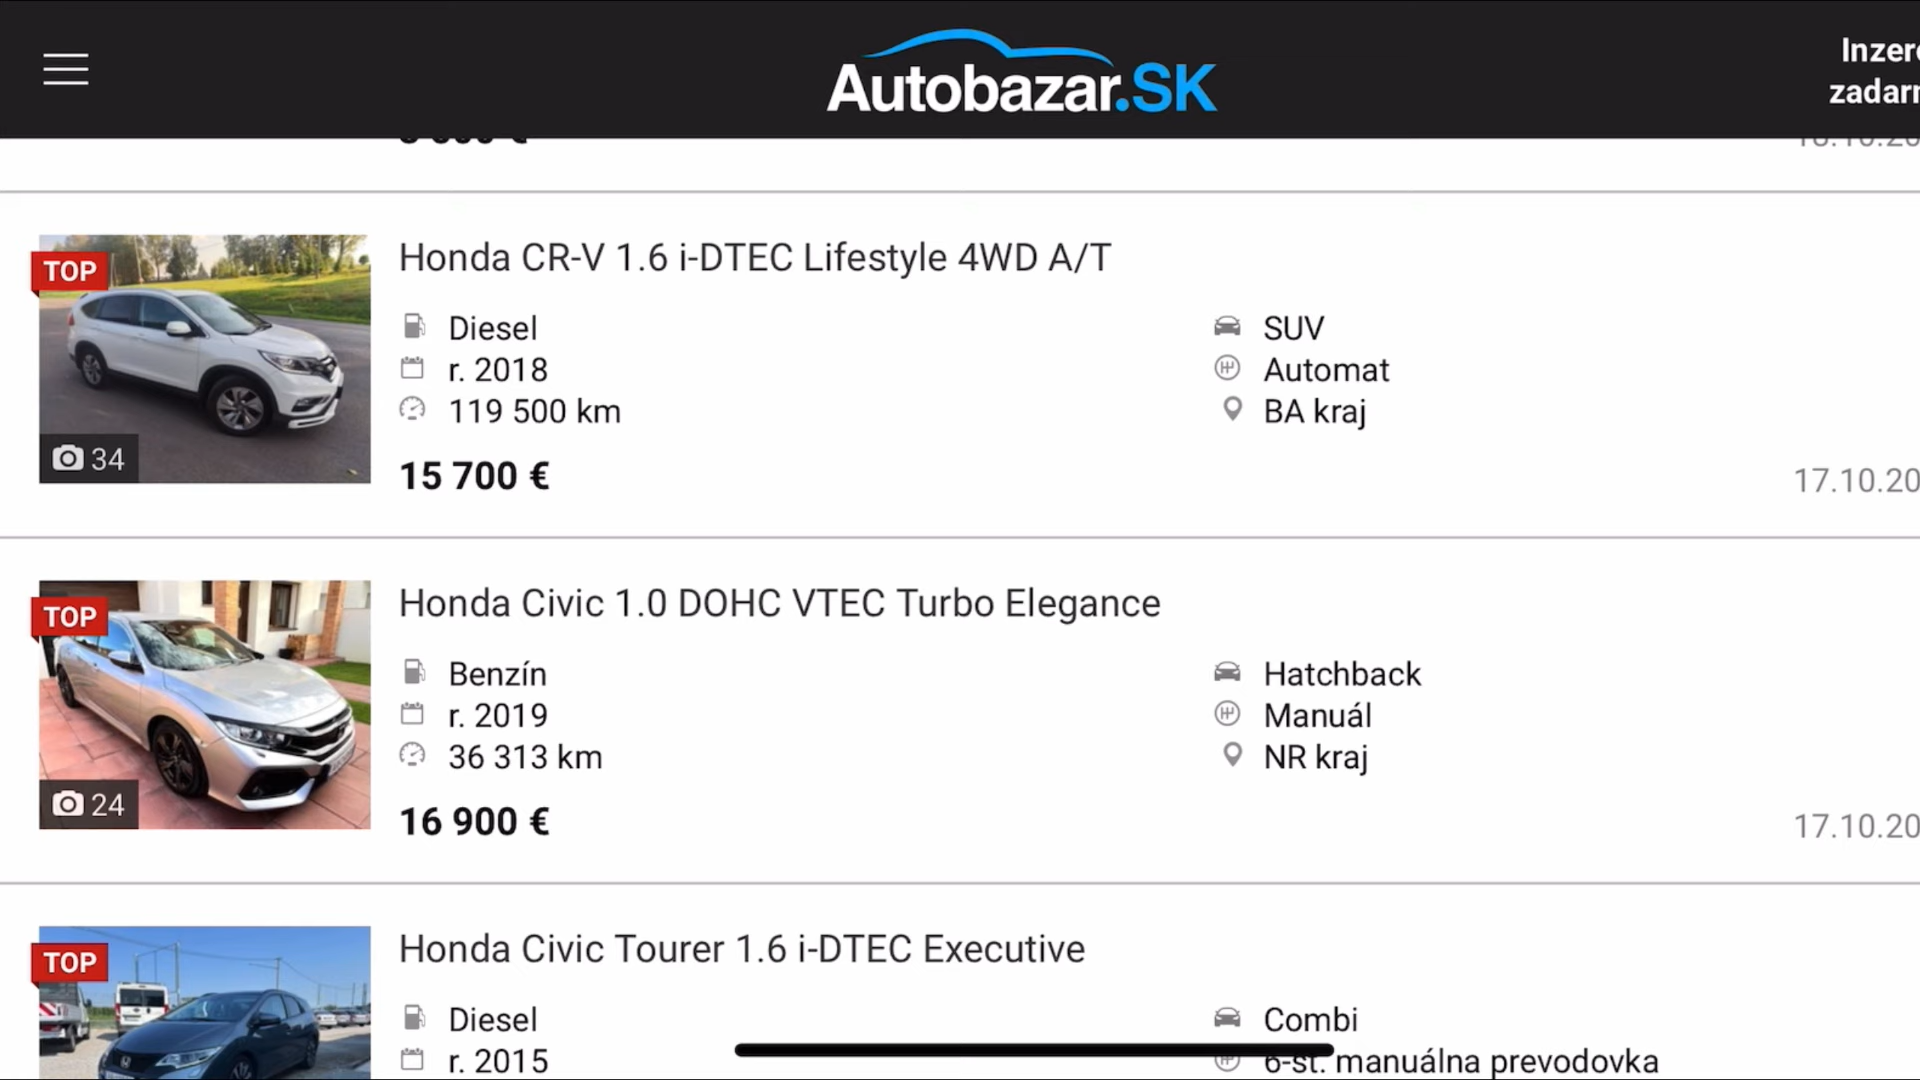 Autobazar.SK
Inzer
zadar
TOP
Honda CR-V 1.6 i-DTEC Lifestyle 4WD A/T
Diesel
SUV
r. 2018
Automat
119 500 km
BA kraj
34
15 700 €
17.10.20
TOP
Honda Civic 1.0 DOHC VTEC Turbo Elegance
Benzín
Hatchback
r. 2019
Manuál
36 313 km
NR kraj
24
16 900 €
17.10.20
TOP
Honda Civic Tourer 1.6 i-DTEC Executive
Diesel
Combi
r. 2015
6-st. manuálna prevodovka